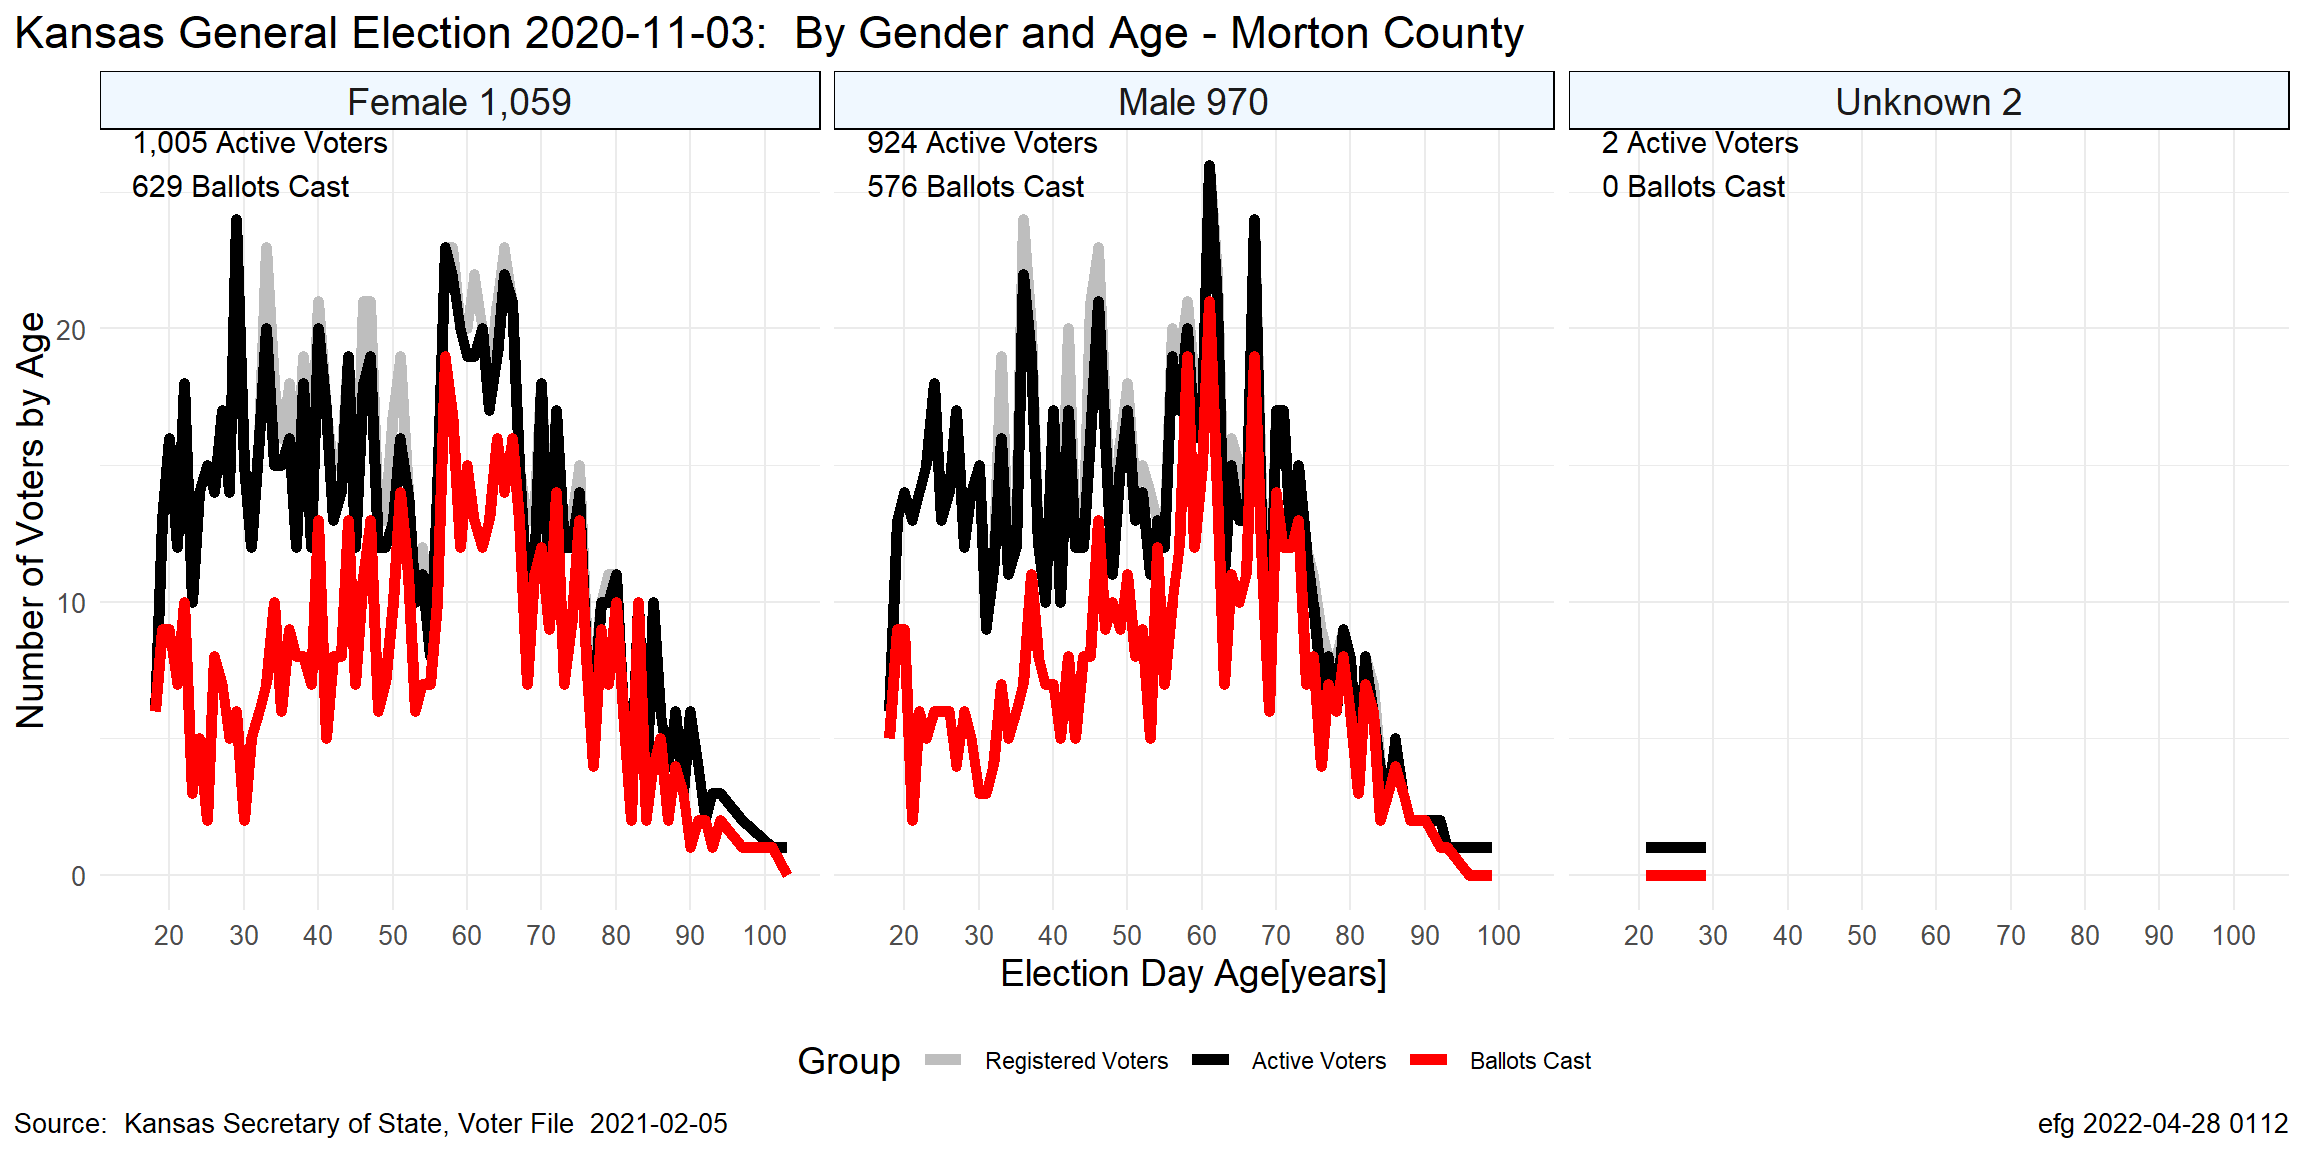 Kansas General Election 2020-11-03:  By Gender and Age - Morton County
Female 1,059
Male 970
Unknown 2
1,005 Active Voters
629 Ballots Cast
924 Active Voters
576 Ballots Cast
2 Active Voters
0 Ballots Cast
Number of Voters by Age
20
10
0
20 30 40 50 60 70 80 90 100
20 30 40 50 60 70 80 90 100
20 30 40 50 60 70 80 90 100
Election Day Age[years]
Group Registered Voters Active Voters Ballots Cast
Source:  Kansas Secretary of State, Voter File  2021-02-05
efg 2022-04-28 0112